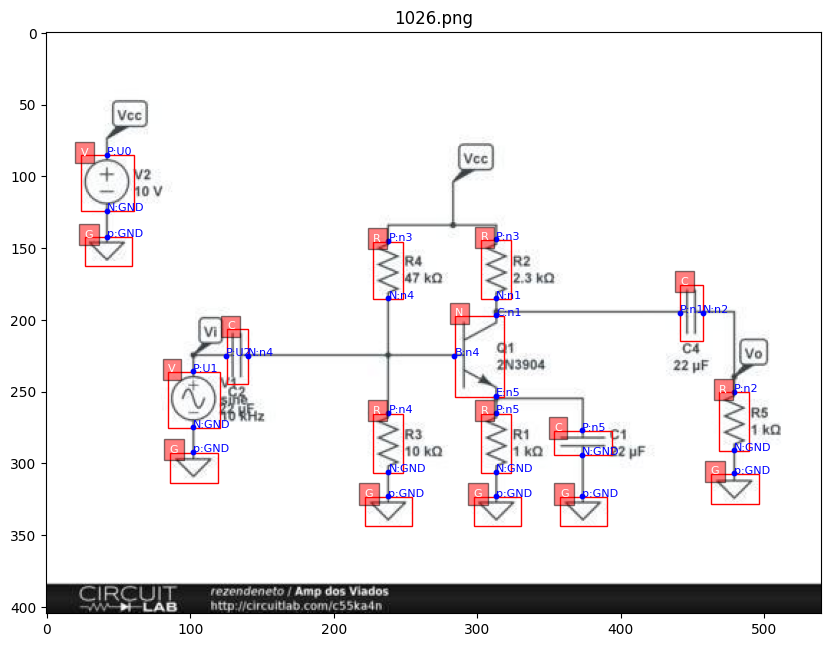 1026.png
0
50
100
150
200
250
300
350
400
0
100
200
300
400
500
Vcc
V
P:U0
V2
10 V
N:GND
G
p:GND
Vcc
R
P:n3
R4
47 kΩ
N:n4
R
P:n3
R2
2.3 kΩ
N:n1
C
P:n1
N:n2
C4
22 µF
Vi
C
N:n4
V
P:U1
sine
10 kHz
C2
22 µF
N:GND
G
p:GND
N
C:n1
B:n4
Q1
2N3904
E:n5
Vo
R
P:n2
R5
1 kΩ
N:GND
G
p:GND
R
P:n4
R3
10 kΩ
N:GND
G
p:GND
R
P:n5
R1
1 kΩ
N:GND
G
p:GND
C
P:n5
C1
22 µF
N:GND
G
p:GND
CIRCUIT
LAB
rezendeneto / Amp dos Viados
http://circuitlab.com/c55ka4n